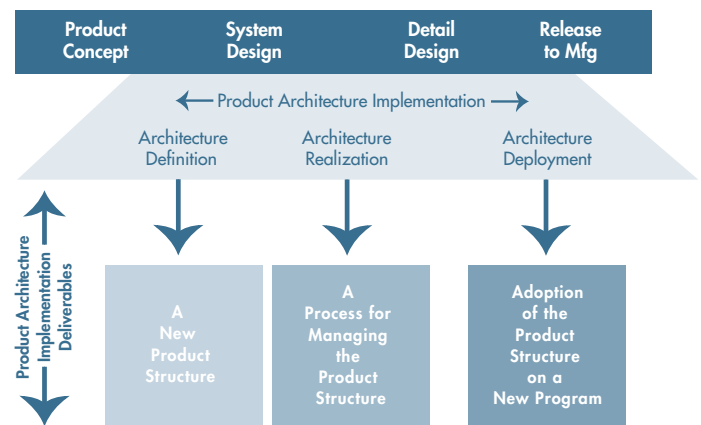 Product
Concept
System
Design
Detail
Design
Release
to Mfg
Product Architecture Implementation
Architecture
Definition
Architecture
Realization
Architecture
Deployment
Product Architecture
Implementation
Deliverables
A
New
Product
Structure
A
Process for
Managing
the
Product
Structure
Adoption
of the
Product
Structure
on a
New Program